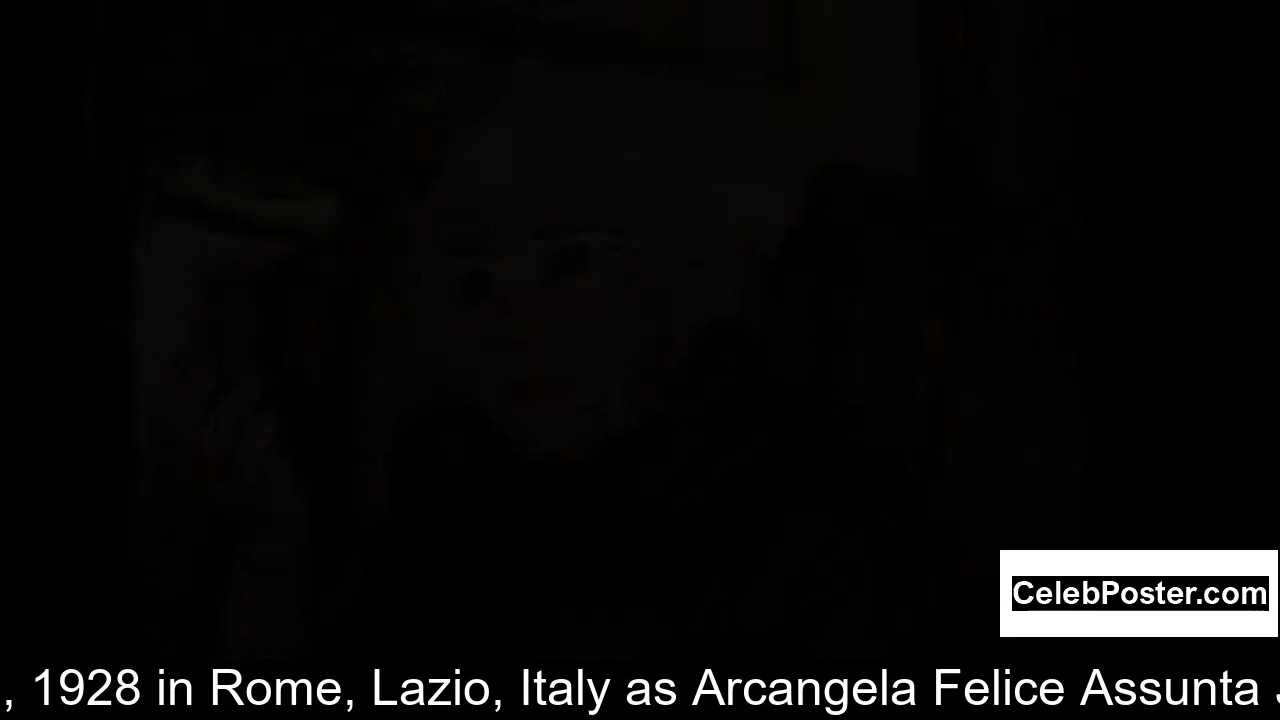 CelebPoster.com
, 1928 in Rome, Lazio, Italy as Arcangela Felice Assunta